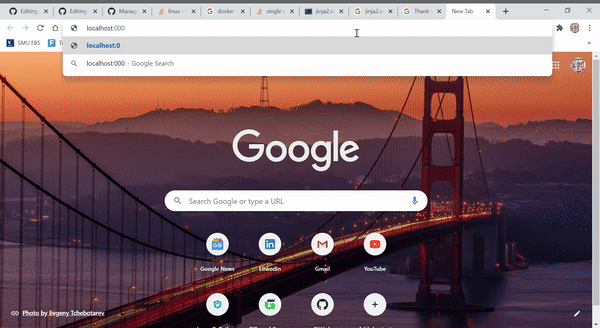 Editing
Editing
Manag
linux -
docker
single
jinja2.e
jinja2.e
Thank
New Tab
localhost:000
SMU FBS
localhost:0
localhost:000 - Google Search
Google
Search Google or type a URL
Google News
LinkedIn
Gmail
YouTube
Photo by Evgeny Tchebotarev